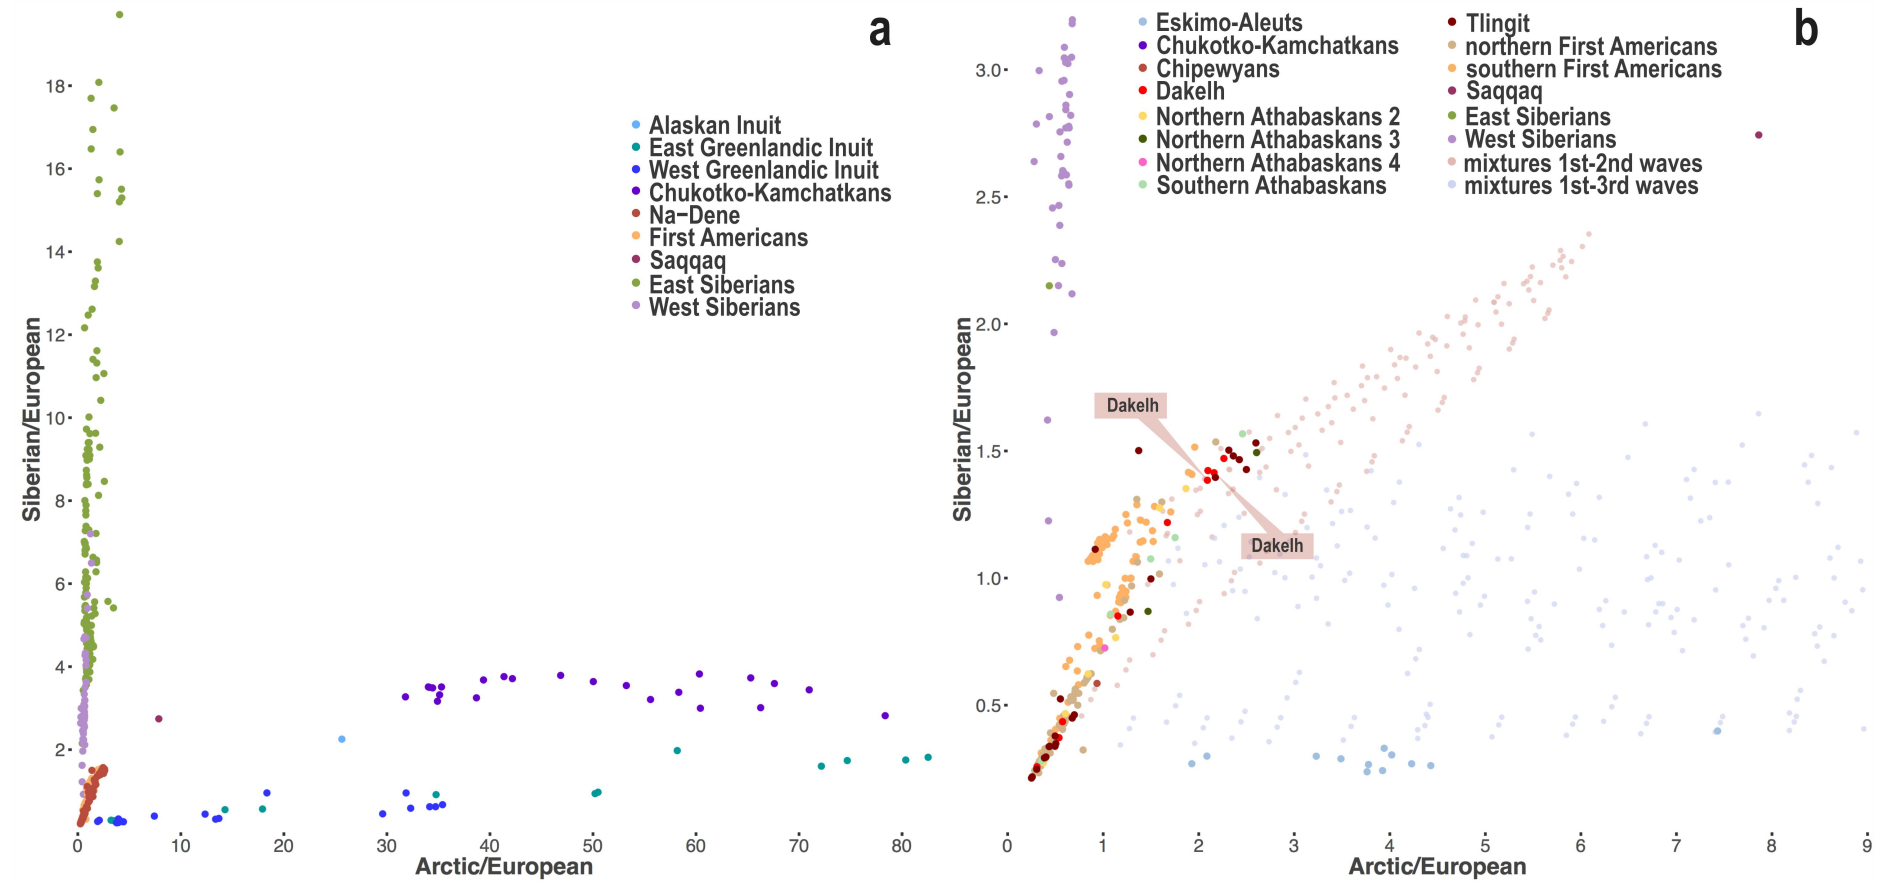 a
18
16
14
12
10
8
6
4
2
0
10
20
30
40
50
60
70
80
Siberian/European
Arctic/European
Alaskan Inuit
East Greenlandic Inuit
West Greenlandic Inuit
Chukotko-Kamchatkans
Na–Dene
First Americans
Saqqaq
East Siberians
West Siberians
b
Eskimo-Aleuts
Chukotko-Kamchatkans
Chipewyans
Dakelh
Northern Athabaskans 2
Northern Athabaskans 3
Northern Athabaskans 4
Southern Athabaskans
Tlingit
northern First Americans
southern First Americans
Saqqaq
East Siberians
West Siberians
mixtures 1st-2nd waves
mixtures 1st-3rd waves
3.0
2.5
2.0
1.5
1.0
0.5
Dakelh
Dakelh
0
1
2
3
4
5
6
7
8
9
Siberian/European
Arctic/European